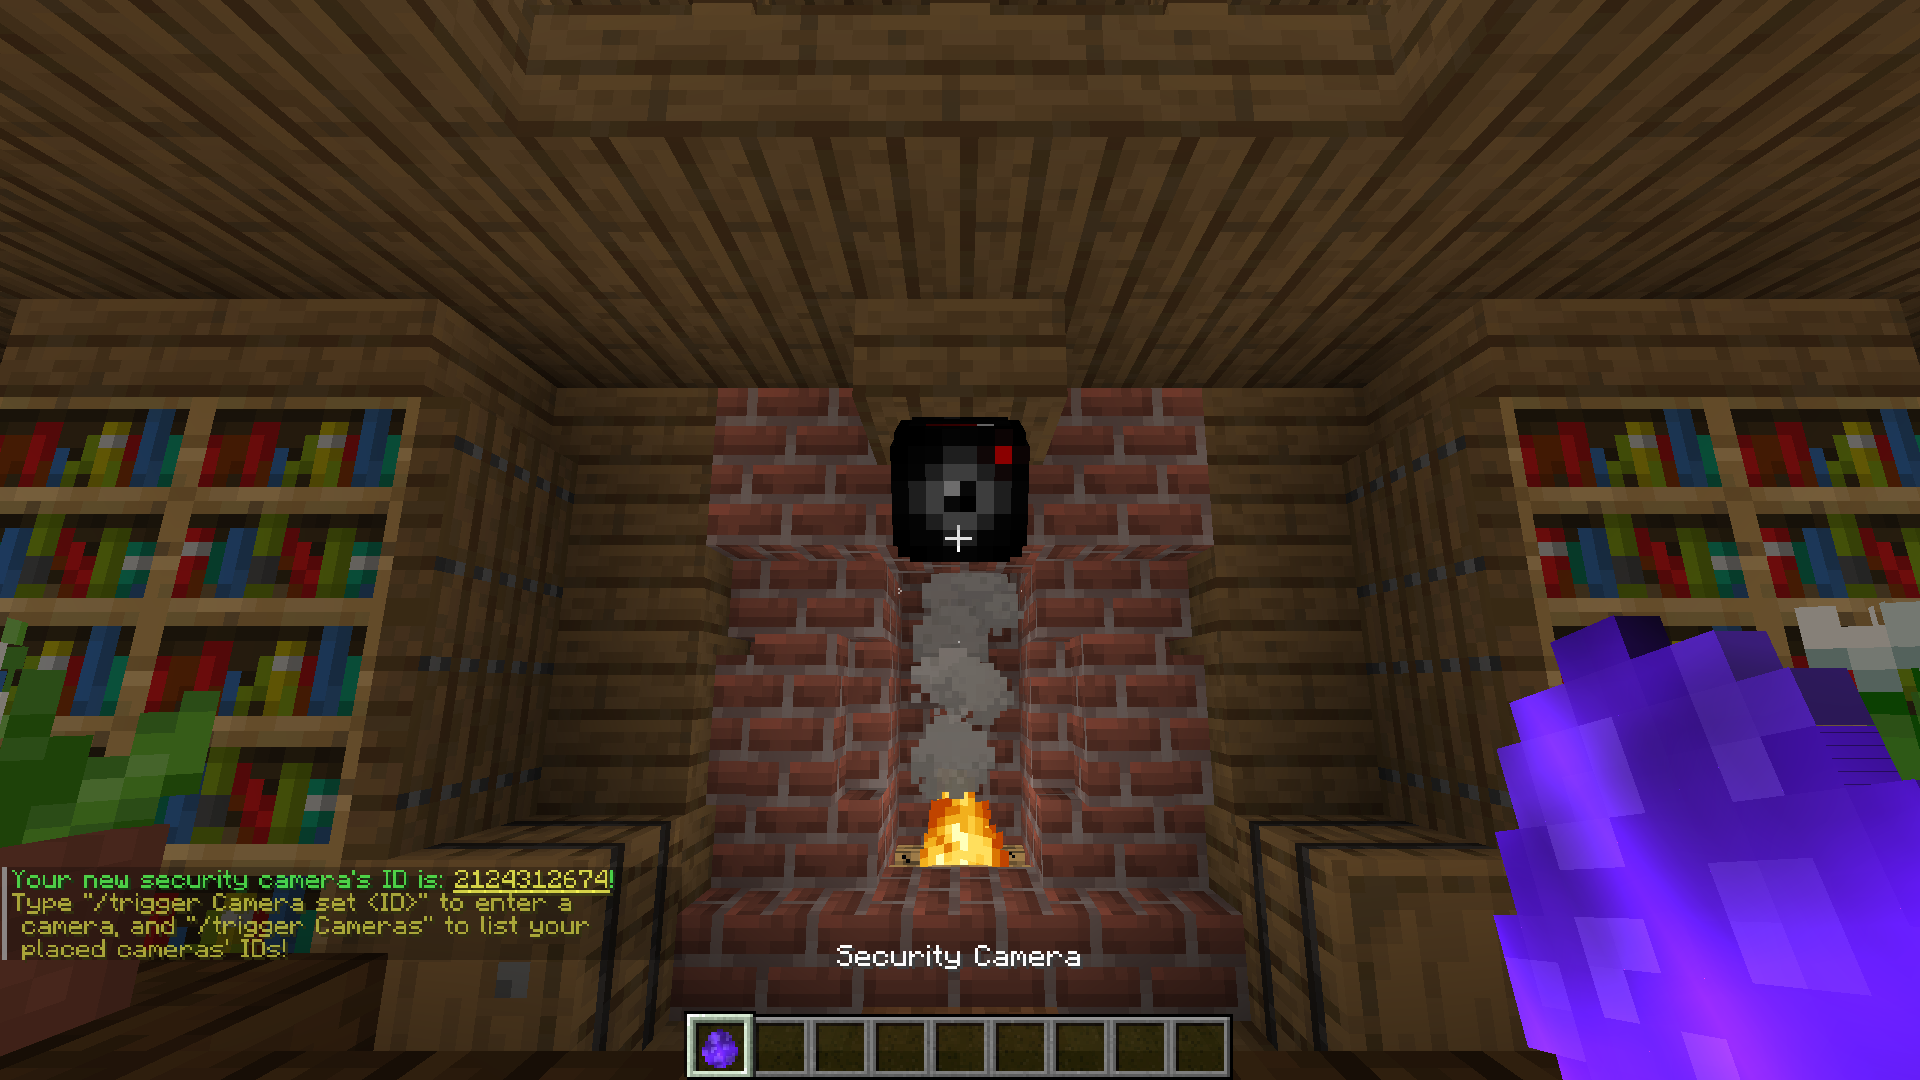 Your new security camera's ID is: 2124312674!
Type "/trigger Camera set <ID>" to enter a
camera, and "/trigger Cameras" to list your
placed cameras' IDs!
Security Camera